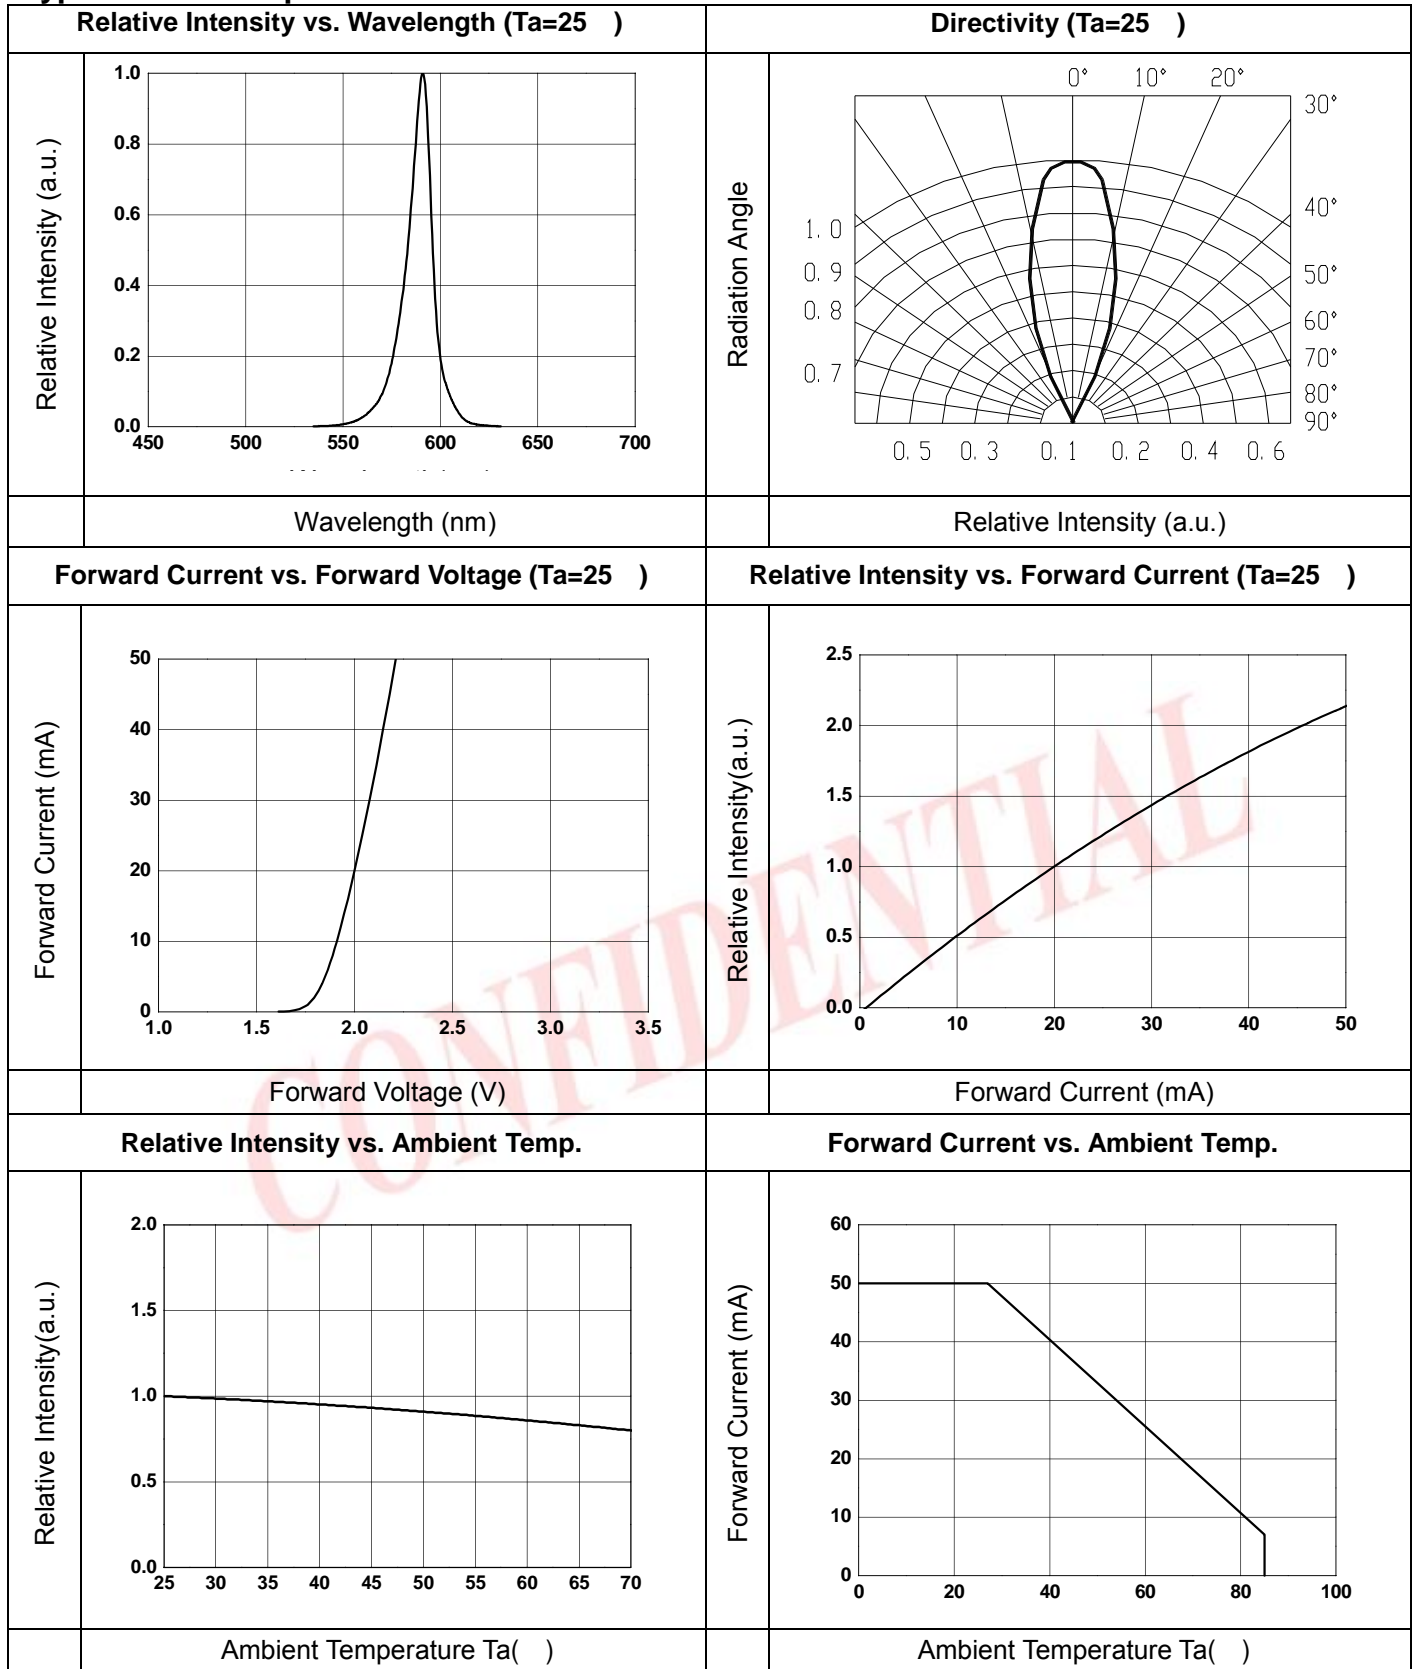 Relative Intensity vs. Wavelength (Ta=25 )
Directivity (Ta=25 )
Relative Intensity (a.u.)
1.0
0.8
0.6
0.4
0.2
0.0
450 500 550 600 650 700
Wavelength (nm)
Radiation Angle
0° 10° 20°
30°
40°
50°
60°
70°
80°
90°
1.0
0.9
0.8
0.7
0.5 0.3 0.1 0.2 0.4 0.6
Relative Intensity (a.u.)
Forward Current vs. Forward Voltage (Ta=25 )
Relative Intensity vs. Forward Current (Ta=25 )
Forward Current (mA)
50
40
30
20
10
0
1.0 1.5 2.0 2.5 3.0 3.5
Forward Voltage (V)
Relative Intensity(a.u.)
2.5
2.0
1.5
1.0
0.5
0.0
0 10 20 30 40 50
Forward Current (mA)
CONFIDENTIAL
Relative Intensity vs. Ambient Temp.
Forward Current vs. Ambient Temp.
Relative Intensity(a.u.)
2.0
1.5
1.0
0.5
0.0
25 30 35 40 45 50 55 60 65 70
Ambient Temperature Ta( )
Forward Current (mA)
60
50
40
30
20
10
0
0 20 40 60 80 100
Ambient Temperature Ta( )